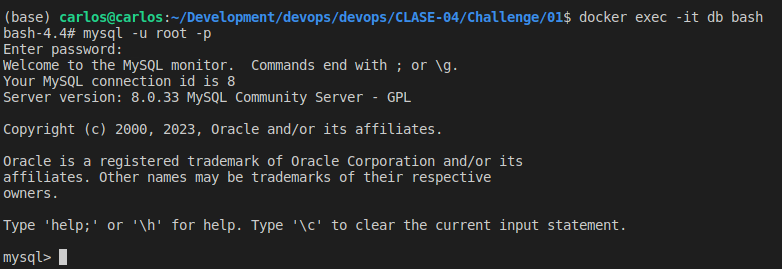 (base) carlos@carlos:~/Development/devops/devops/CLASE-04/Challenge/01$ docker exec -it db bash
bash-4.4# mysql -u root -p
Enter password:
Welcome to the MySQL monitor.  Commands end with ; or \g.
Your MySQL connection id is 8
Server version: 8.0.33 MySQL Community Server - GPL

Copyright (c) 2000, 2023, Oracle and/or its affiliates.

Oracle is a registered trademark of Oracle Corporation and/or its
affiliates. Other names may be trademarks of their respective
owners.

Type 'help;' or '\h' for help. Type '\c' to clear the current input statement.

mysql>